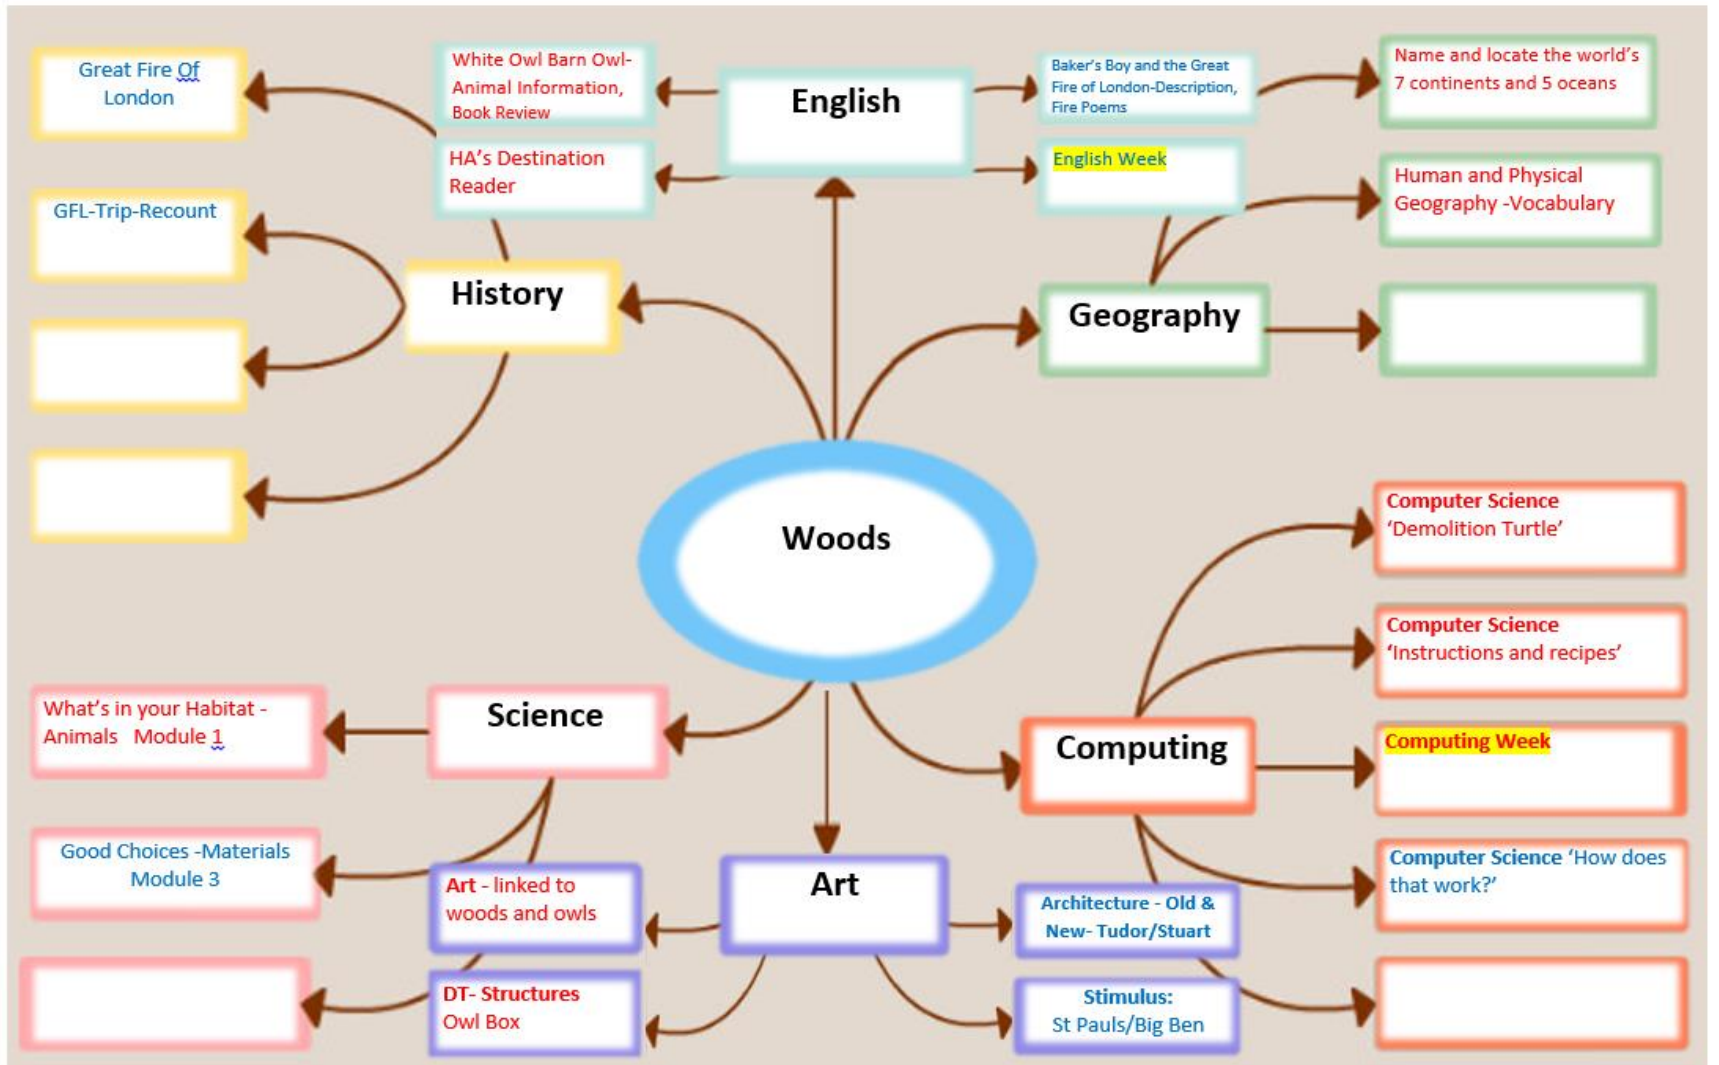 Great Fire Of
London
White Owl Barn Owl-
Animal Information,
Book Review
English
Baker's Boy and the Great
Fire of London-Description,
Fire Poems
Name and locate the world's
7 continents and 5 oceans
HA's Destination
Reader
English Week
Human and Physical
Geography -Vocabulary
GFL-Trip-Recount
History
Geography
Woods
Computer Science
'Demolition Turtle'
Computer Science
'Instructions and recipes'
What's in your Habitat -
Animals Module 1
Science
Computing
Computing Week
Good Choices -Materials
Module 3
Art - linked to
woods and owls
Art
Architecture - Old &
New- Tudor/Stuart
Computer Science 'How does
that work?'
DT- Structures
Owl Box
Stimulus:
St Pauls/Big Ben